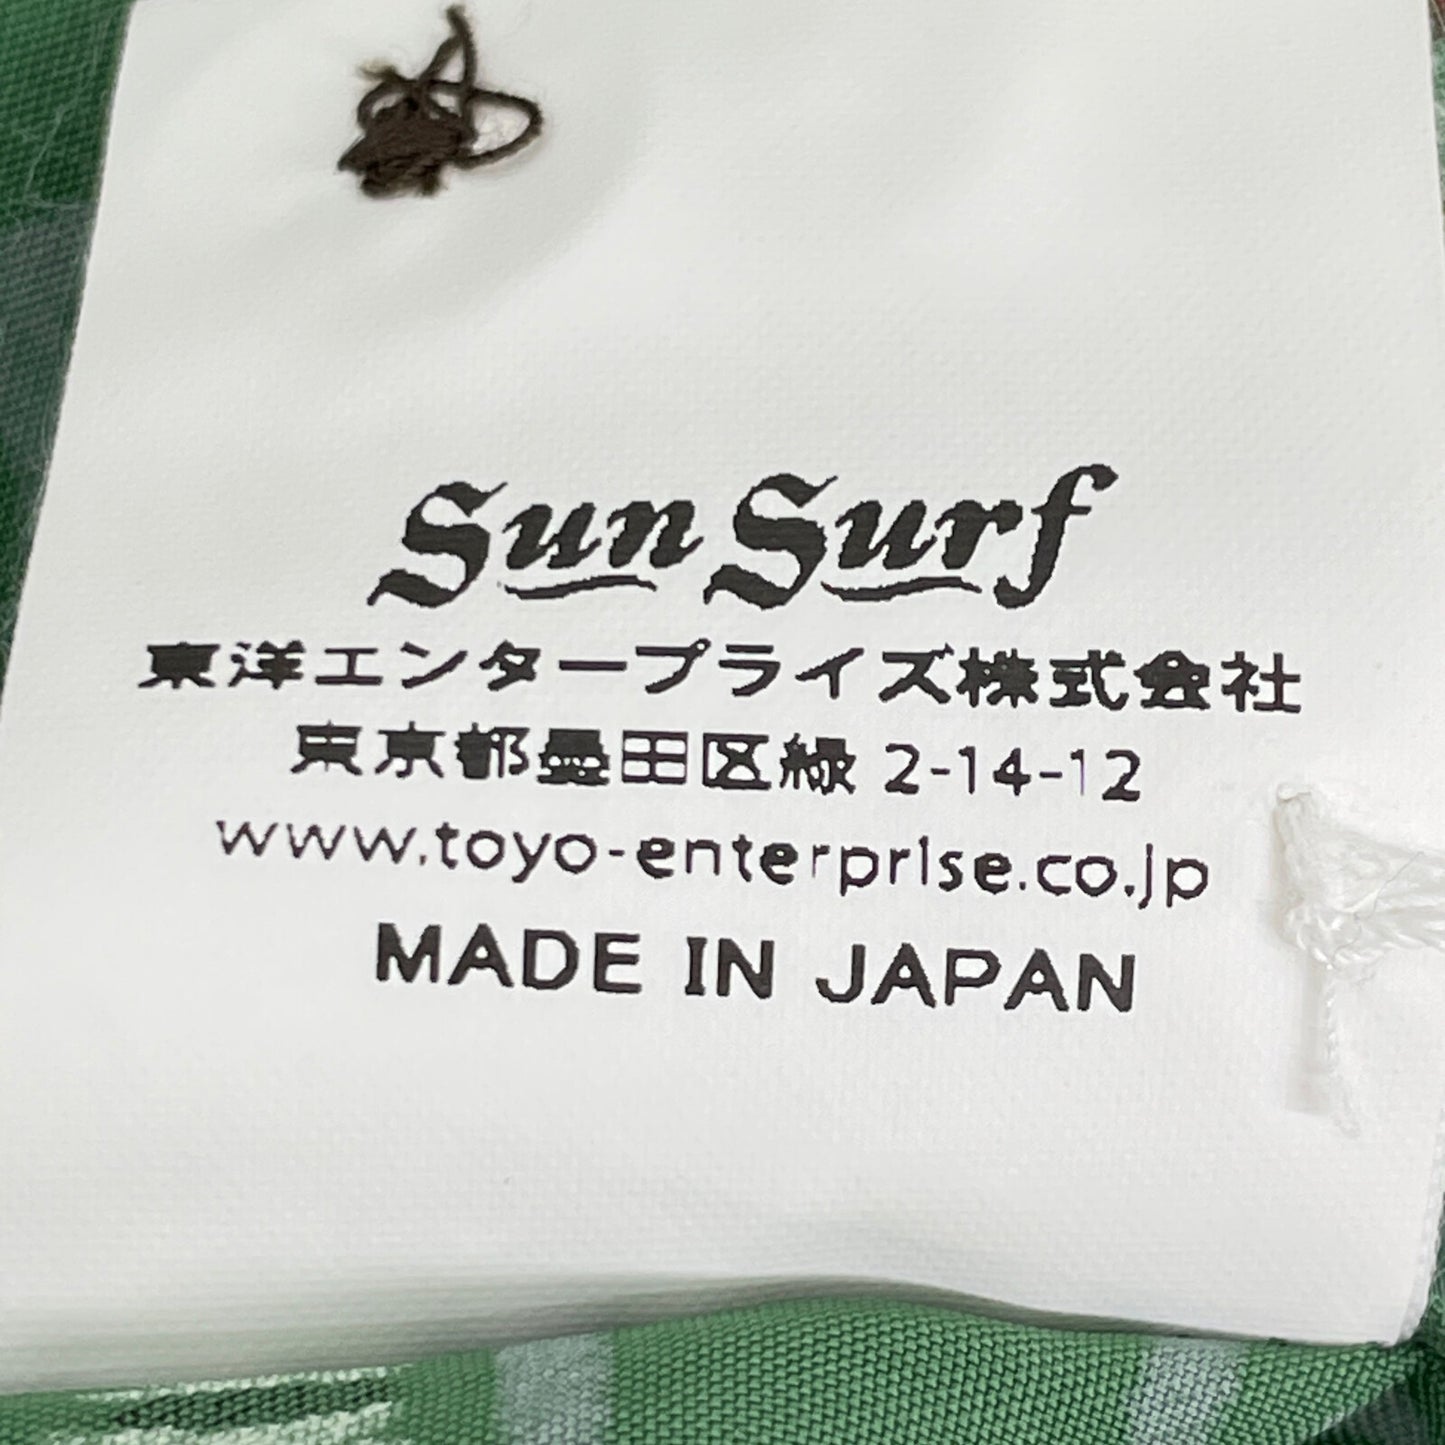 Sun Surf
東洋エンタープライズ株式会社
東京都墨田区緑 2-14-12
www.toyo-enterprise.co.jp
MADE IN JAPAN